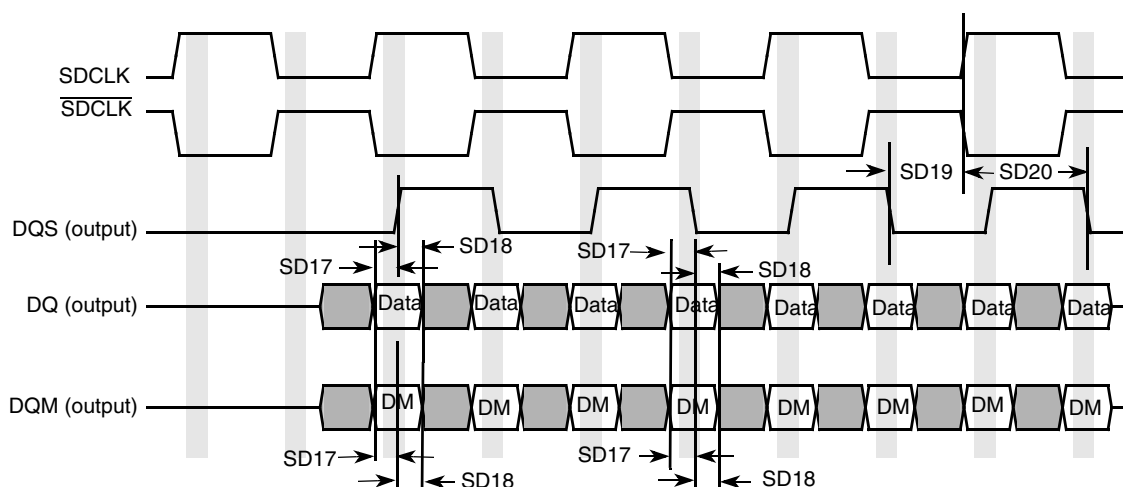 SDCLK
SDCLK
SD19
SD20
DQS (output)
SD18
SD17
SD17
SD18
DQ (output)
Data
Data
Data
Data
Data
Data
Data
Data
DQM (output)
DM
DM
DM
DM
DM
DM
DM
DM
SD17
SD17
SD18
SD18